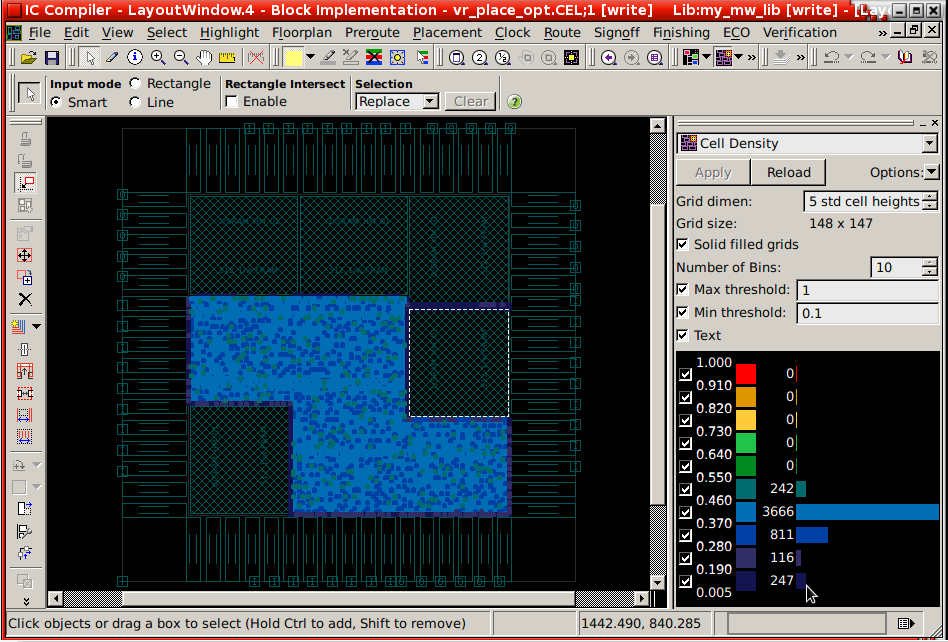 IC Compiler - LayoutWindow.4 - Block Implementation - vr_place_opt.CEL;1 [write]    Lib:my_mw_lib [write] - [Lay
File Edit View Select Highlight Floorplan Preroute Placement Clock Route Signoff Finishing ECO Verification »
Input mode Rectangle Rectangle Intersect Selection
Smart Line Enable Replace Clear
Cell Density
Apply Reload Options:
Grid dimen: 5 std cell heights
Grid size: 148 x 147
Solid filled grids
Number of Bins: 10
Max threshold: 1
Min threshold: 0.1
Text
1.000
0
0.910
0
0.820
0
0.730
0
0.640
0
0.550
242
0.460
3666
0.370
811
0.280
116
0.190
247
0.005
Click objects or drag a box to select (Hold Ctrl to add, Shift to remove) 1442.490, 840.285